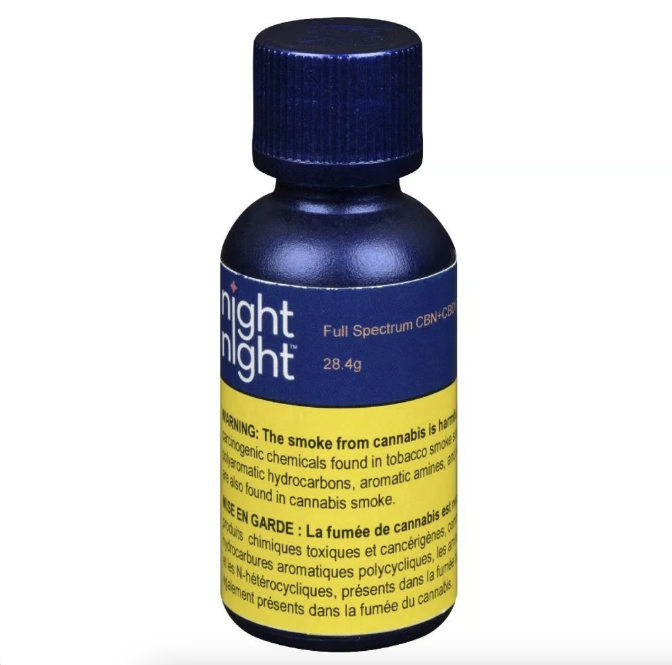 night
night™
Full Spectrum CBN+CBD
28.4g
WARNING: The smoke from cannabis is
carcinogenic chemicals found in tobacco smoke
polyaromatic hydrocarbons, aromatic amines, and
are also found in cannabis smoke.
MISE EN GARDE : La fumée de cannabis est
produits chimiques toxiques et cancérigènes,
hydrocarbures aromatiques polycycliques, les
et les N-hétérocycliques, présents dans la fumée
également présents dans la fumée du cannabis.